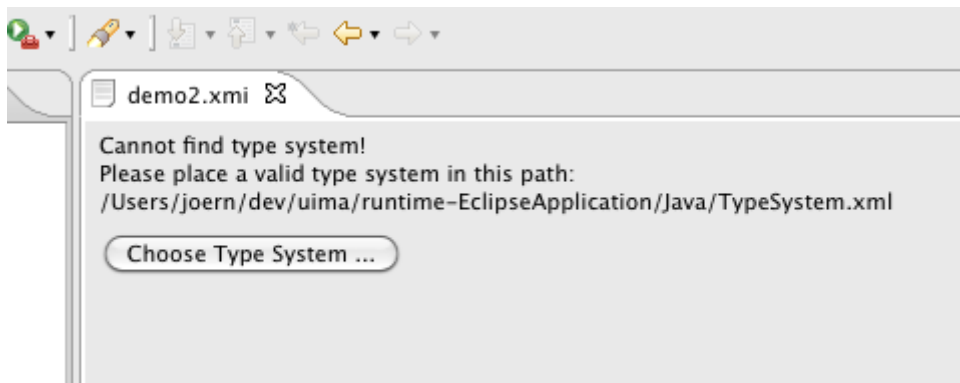 demo2.xmi
Cannot find type system!
Please place a valid type system in this path:
/Users/joern/dev/uima/runtime-EclipseApplication/Java/TypeSystem.xml
Choose Type System ...